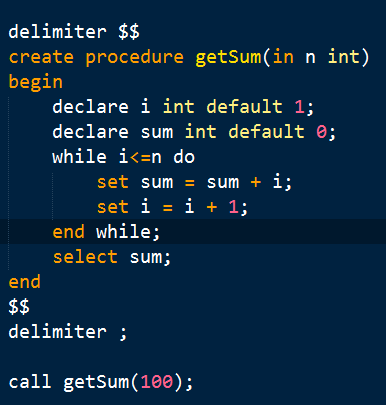 delimiter $$
create procedure getSum(in n int)
begin
    declare i int default 1;
    declare sum int default 0;
    while i<=n do
        set sum = sum + i;
        set i = i + 1;
    end while;
    select sum;
end
$$
delimiter ;

call getSum(100);